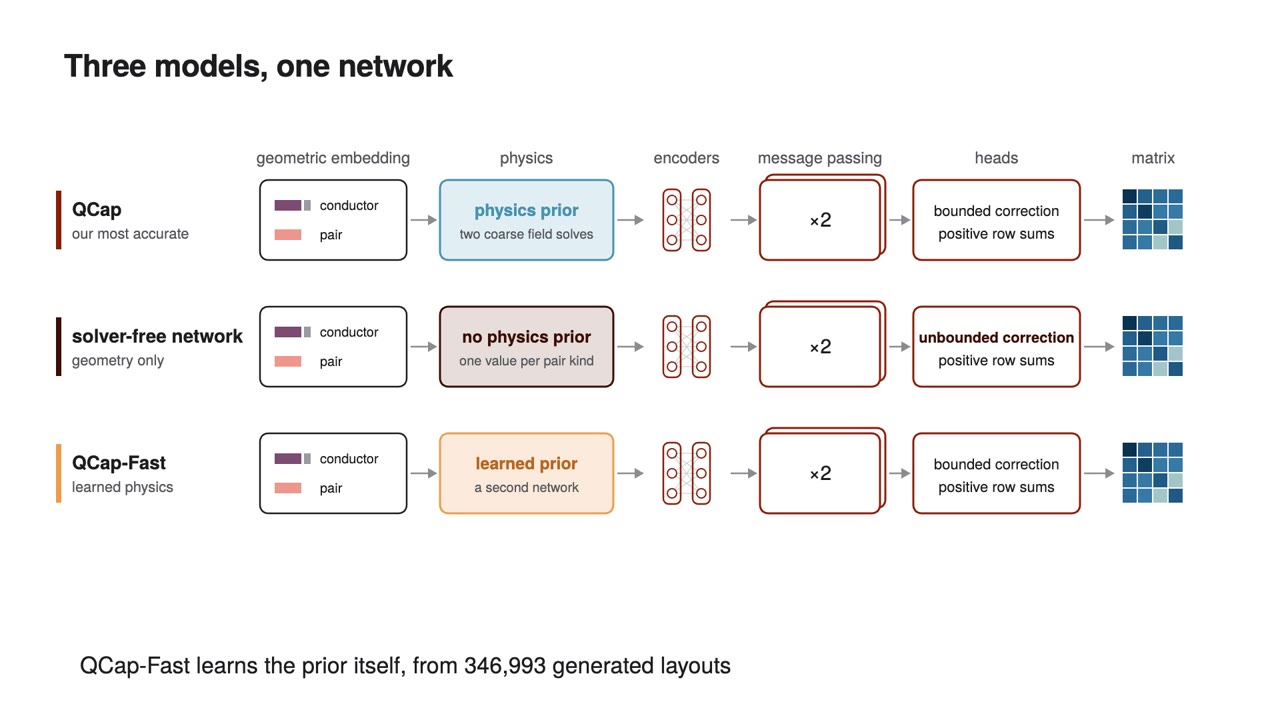 Three models, one network
geometric embedding
physics
encoders
message passing
heads
matrix
QCap
our most accurate
conductor
pair
physics prior
two coarse field solves
×2
bounded correction
positive row sums
solver-free network
geometry only
conductor
pair
no physics prior
one value per pair kind
×2
unbounded correction
positive row sums
QCap-Fast
learned physics
conductor
pair
learned prior
a second network
×2
bounded correction
positive row sums
QCap-Fast learns the prior itself, from 346,993 generated layouts